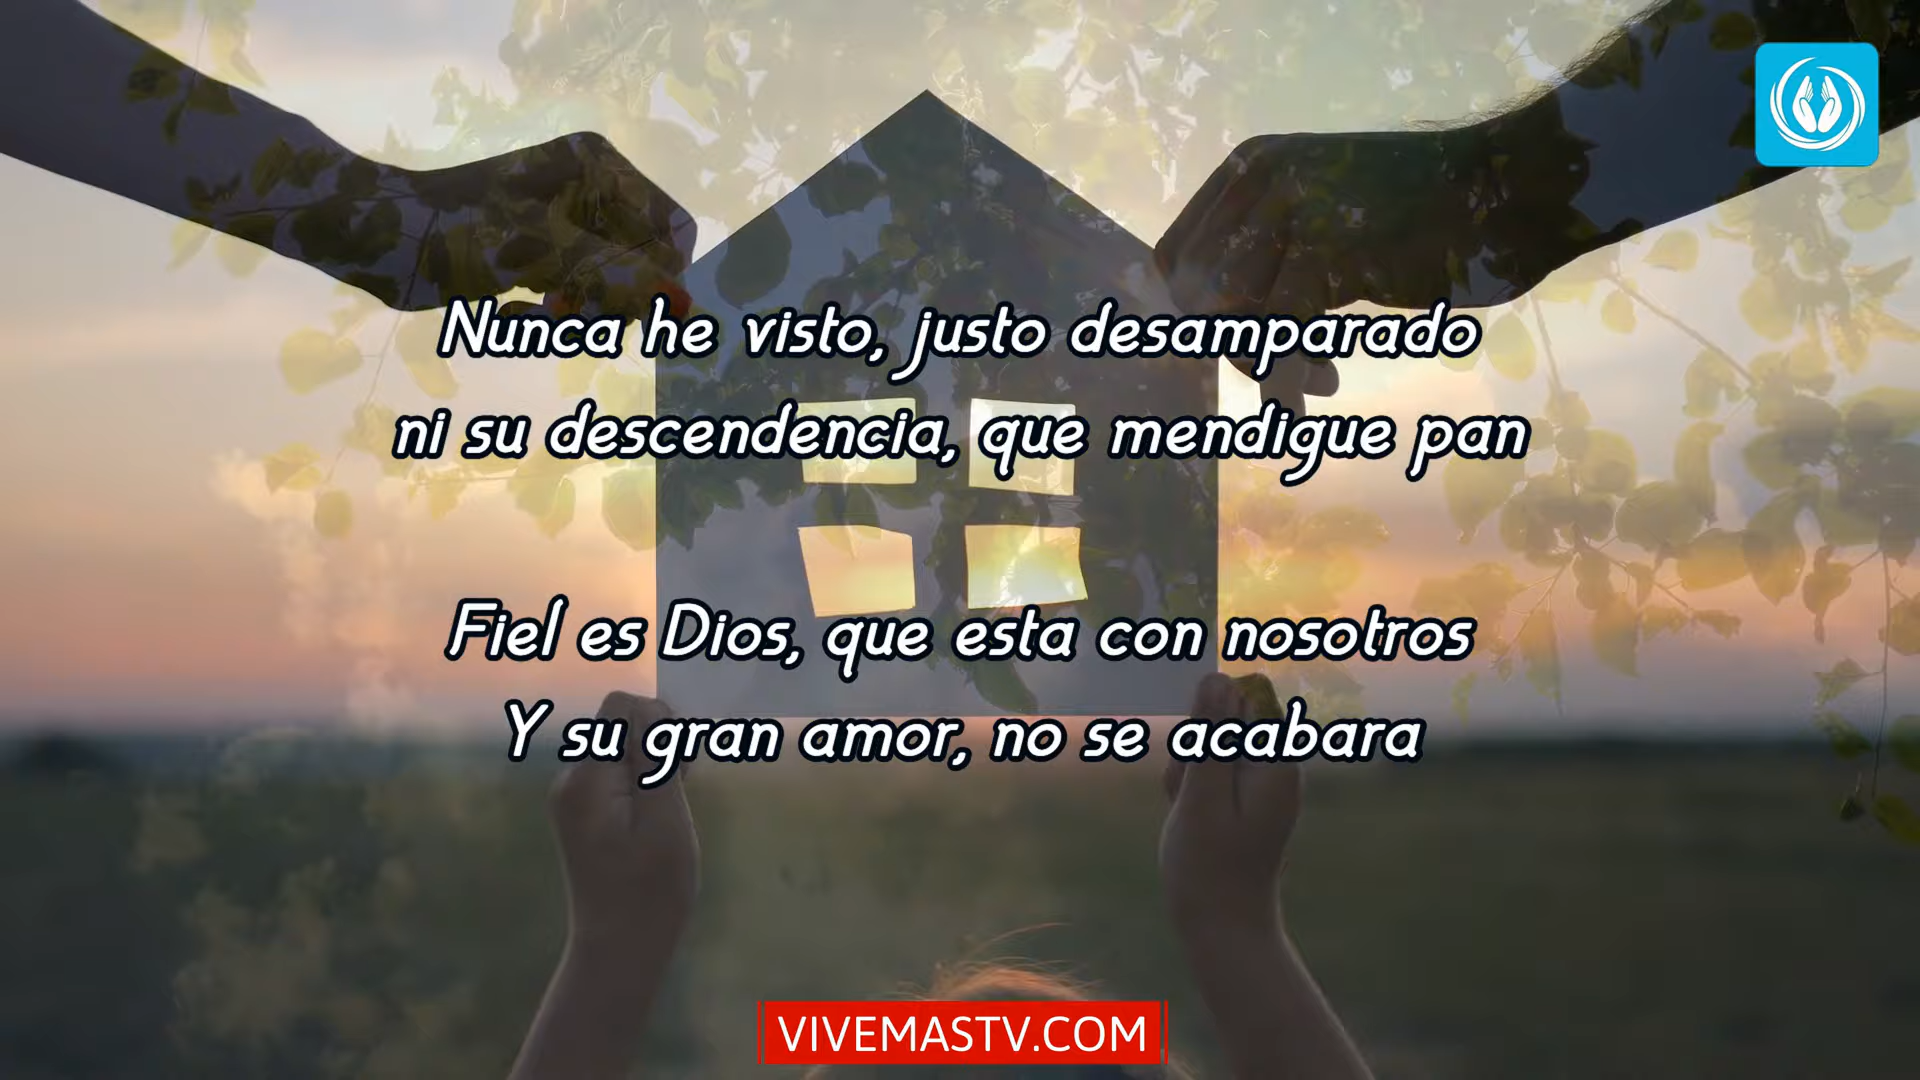 Nunca he visto, justo desamparado
ni su descendencia, que mendigue pan
Fiel es Dios, que esta con nosotros
Y su gran amor, no se acabara
VIVEMASTV.COM